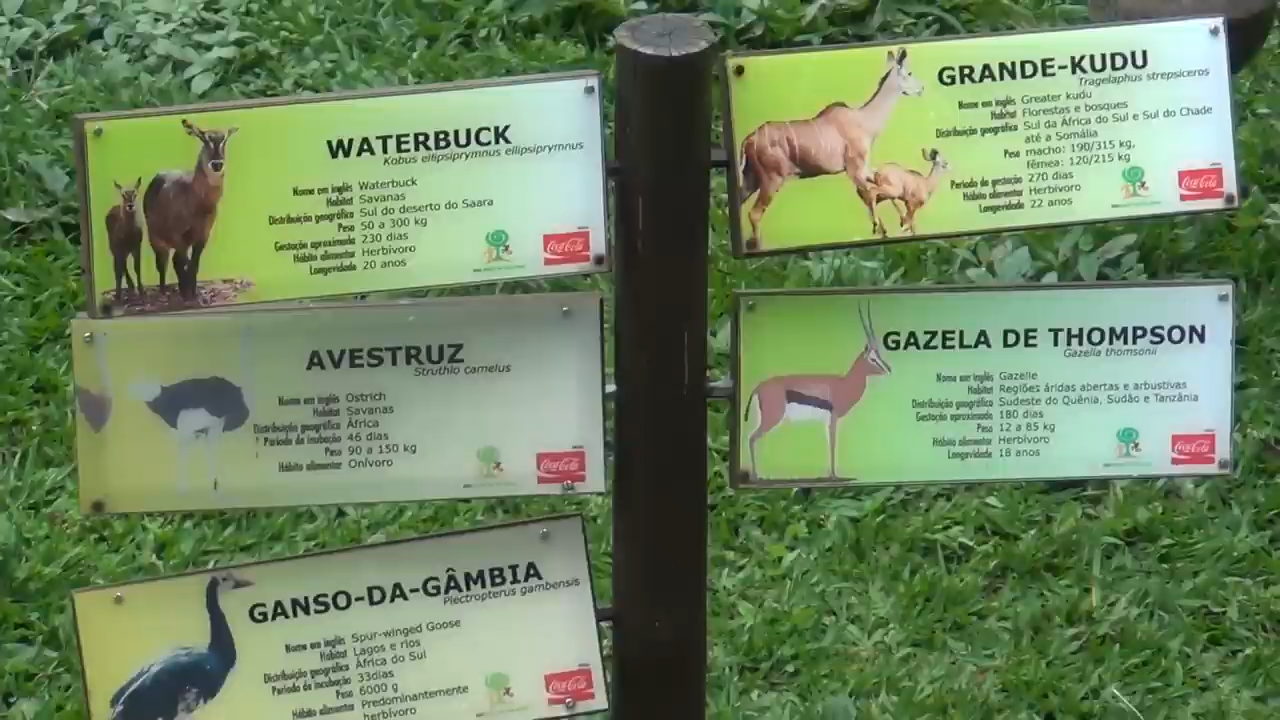 WATERBUCK
Kobus ellipsiprymnus ellipsiprymnus
Nome em inglês Waterbuck
Habitat Savanas
Distribuição geográfica Sul do deserto do Saara
Peso 50 a 300 kg
Gestação aproximada 230 dias
Hábito alimentar Herbívoro
Longevidade 20 anos
Coca-Cola
AVESTRUZ
Struthio camelus
Nome em inglês Ostrich
Habitat Savanas
Distribuição geográfica África
Período de incubação 46 dias
Peso 90 a 150 kg
Hábito alimentar Onívoro
Coca-Cola
GANSO-DA-GÂMBIA
Plectropterus gambensis
Nome em inglês Spur-winged Goose
Habitat Lagos e rios
Distribuição geográfica África do Sul
Período de incubação 33dias
Peso 6000 g
Hábito alimentar Predominantemente
herbívoro
Coca-Cola
GRANDE-KUDU
Tragelaphus strepsiceros
Nome em inglês Greater kudu
Habitat Florestas e bosques
Distribuição geográfica Sul da África do Sul e Sul do Chade
até a Somália
Peso macho: 190/315 kg,
fêmea: 120/215 kg
Período de gestação 270 dias
Hábito alimentar Herbívoro
Longevidade 22 anos
Coca-Cola
GAZELA DE THOMPSON
Gazella thomsonii
Nome em inglês Gazelle
Habitat Regiões áridas abertas e arbustivas
Distribuição geográfica Sudeste do Quênia, Sudão e Tanzânia
Gestação aproximada 180 dias
Peso 12 a 85 kg
Hábito alimentar Herbívoro
Longevidade 18 anos
Coca-Cola